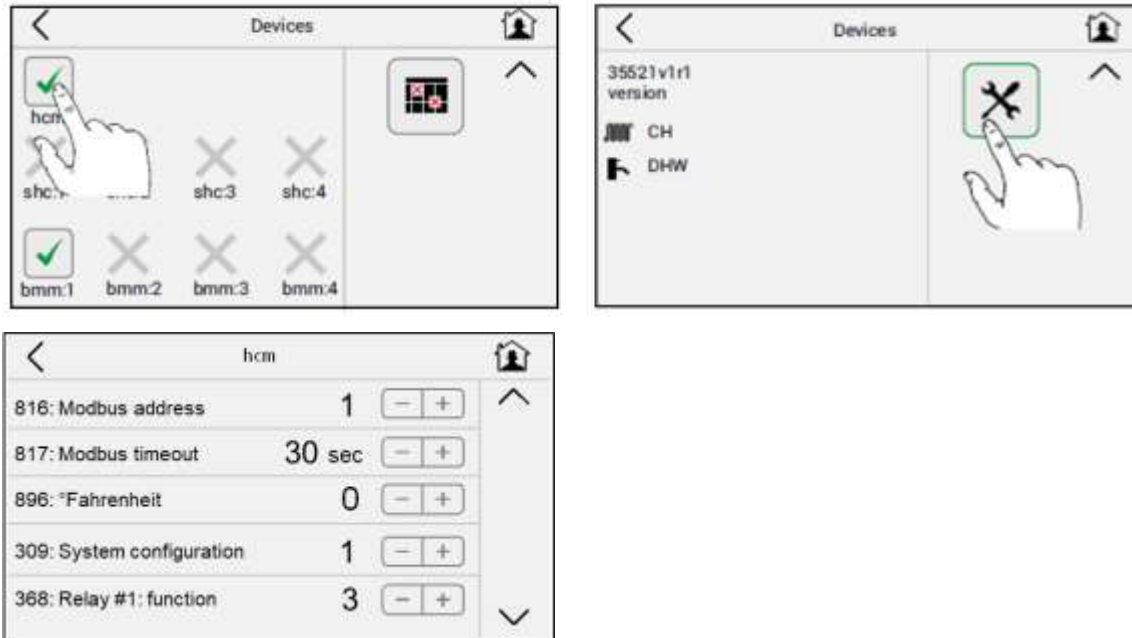 Devices
hcm
shc:3
shc:4
bmm:1
bmm:2
bmm:3
bmm:4
Devices
35521v1r1
version
CH
DHW
hcm
816: Modbus address 1 - +
817: Modbus timeout 30 sec - +
896: °Fahrenheit 0 - +
309: System configuration 1 - +
368: Relay #1: function 3 - +